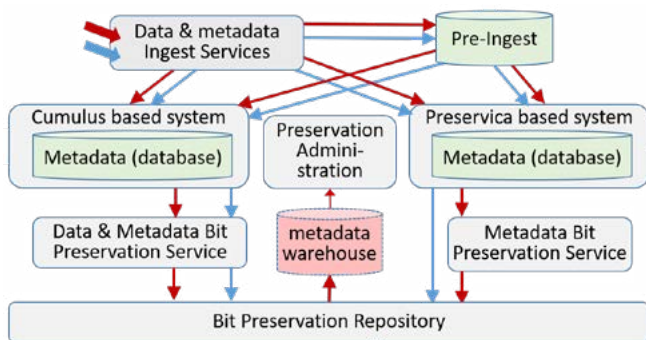 Data & metadata
Ingest Services
Pre-Ingest
Cumulus based system
Metadata (database)
Preservation
Admini-
stration
Preservica based system
Metadata (database)
Data & Metadata Bit
Preservation Service
metadata
warehouse
Metadata Bit
Preservation Service
Bit Preservation Repository